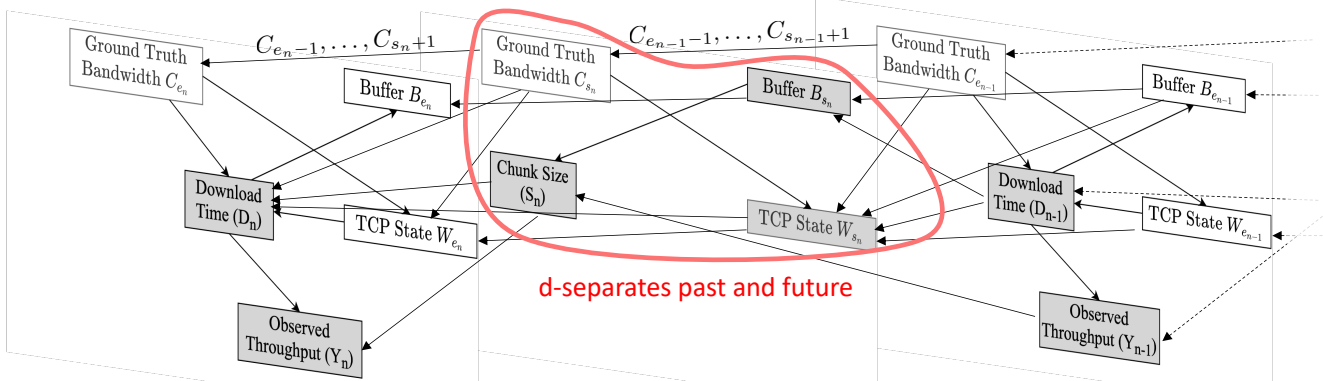 $C_{e_n-1}, \ldots, C_{s_n+1}$
$C_{e_{n-1}-1}, \ldots, C_{s_{n-1}+1}$
Ground Truth
Bandwidth $C_{e_n}$
Buffer $B_{e_n}$
Ground Truth
Bandwidth $C_{s_n}$
Buffer $B_{s_n}$
Ground Truth
Bandwidth $C_{e_{n-1}}$
Buffer $B_{e_{n-1}}$
Download
Time (D_n)
TCP State $W_{e_n}$
Chunk Size
(S_n)
TCP State $W_{s_n}$
Download
Time (D_{n-1})
TCP State $W_{e_{n-1}}$
d-separates past and future
Observed
Throughput (Y_n)
Observed
Throughput (Y_{n-1})